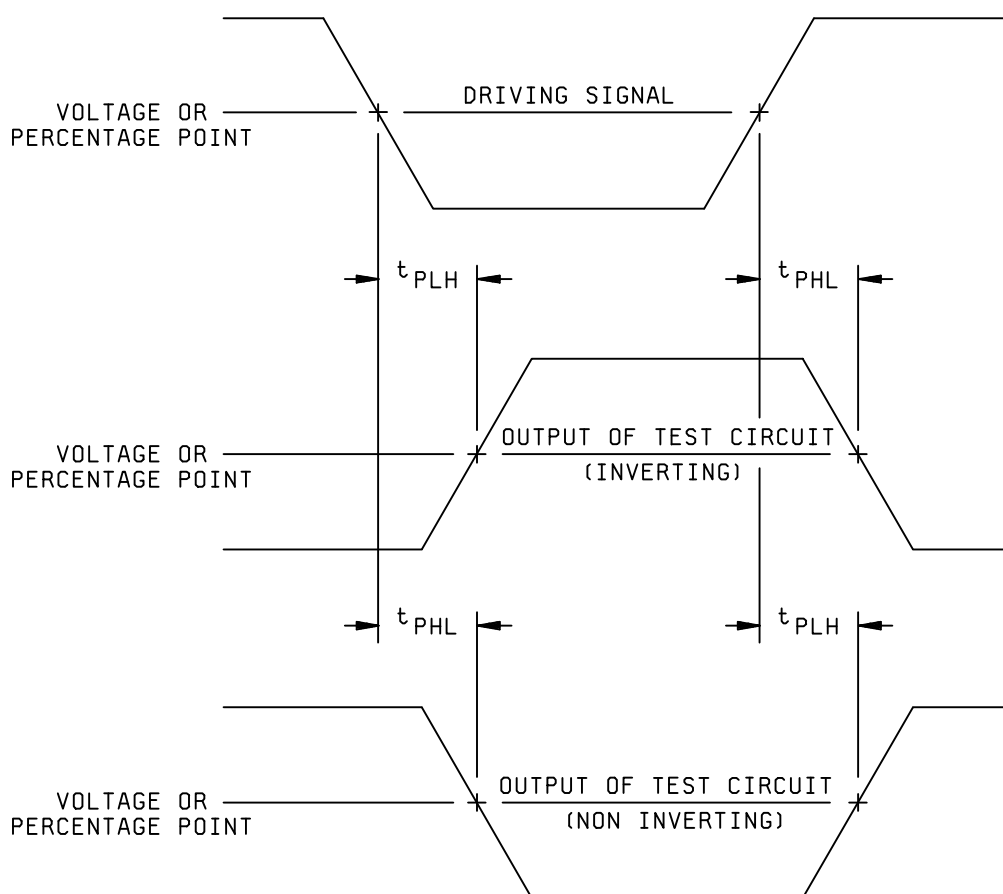 DRIVING SIGNAL
VOLTAGE OR
PERCENTAGE POINT
tPLH
tPHL
OUTPUT OF TEST CIRCUIT
VOLTAGE OR
(INVERTING)
PERCENTAGE POINT
tPHL
tPLH
OUTPUT OF TEST CIRCUIT
VOLTAGE OR
(NON INVERTING)
PERCENTAGE POINT